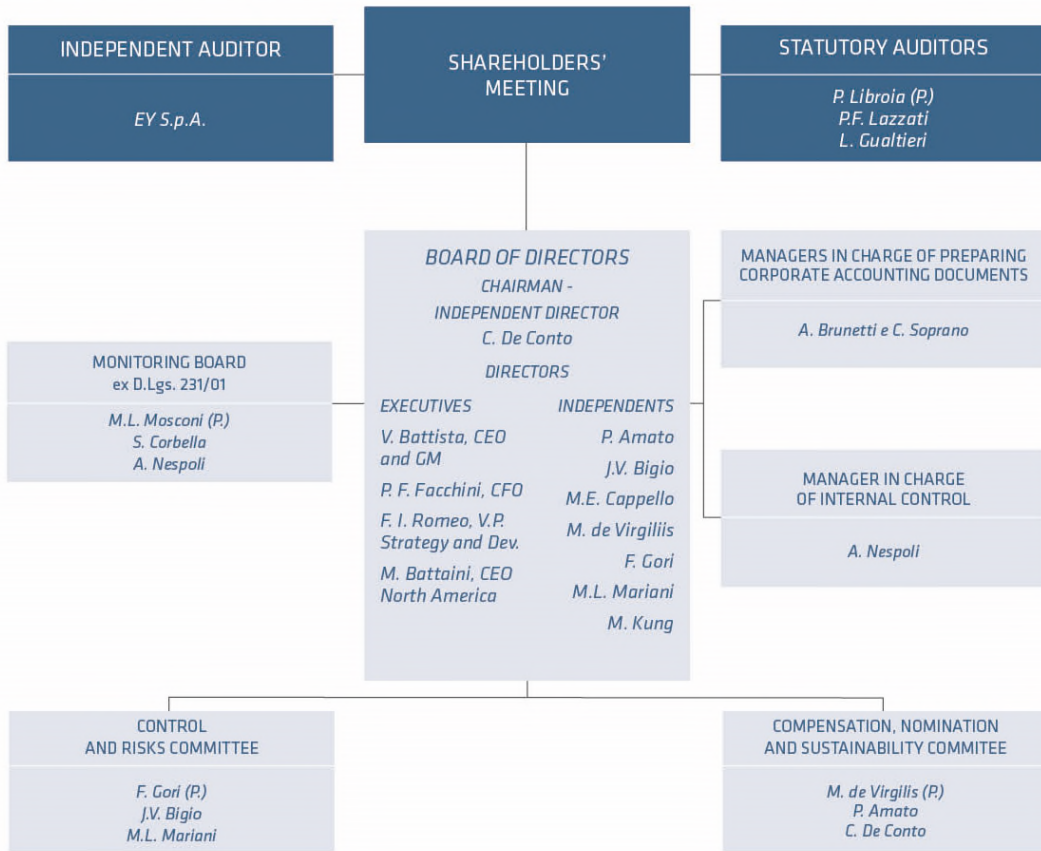 INDEPENDENT AUDITOR
EY S.p.A.
SHAREHOLDERS'
MEETING
STATUTORY AUDITORS
P. Libroia (P.)
P.F. Lazzati
L. Gualtieri
BOARD OF DIRECTORS
CHAIRMAN -
INDEPENDENT DIRECTOR
C. De Conto
DIRECTORS
EXECUTIVES
V. Battista, CEO
and GM
P. F. Facchini, CFO
F. I. Romeo, V.P.
Strategy and Dev.
M. Battaini, CEO
North America
INDEPENDENTS
P. Amato
J.V. Bigio
M.E. Cappello
M. de Virgiliis
F. Gori
M.L. Mariani
M. Kung
MONITORING BOARD
ex D.Lgs. 231/01
M.L. Mosconi (P.)
S. Corbella
A. Nespoli
MANAGERS IN CHARGE OF PREPARING
CORPORATE ACCOUNTING DOCUMENTS
A. Brunetti e C. Soprano
MANAGER IN CHARGE
OF INTERNAL CONTROL
A. Nespoli
CONTROL
AND RISKS COMMITTEE
F. Gori (P.)
J.V. Bigio
M.L. Mariani
COMPENSATION, NOMINATION
AND SUSTAINABILITY COMMITEE
M. de Virgilis (P.)
P. Amato
C. De Conto